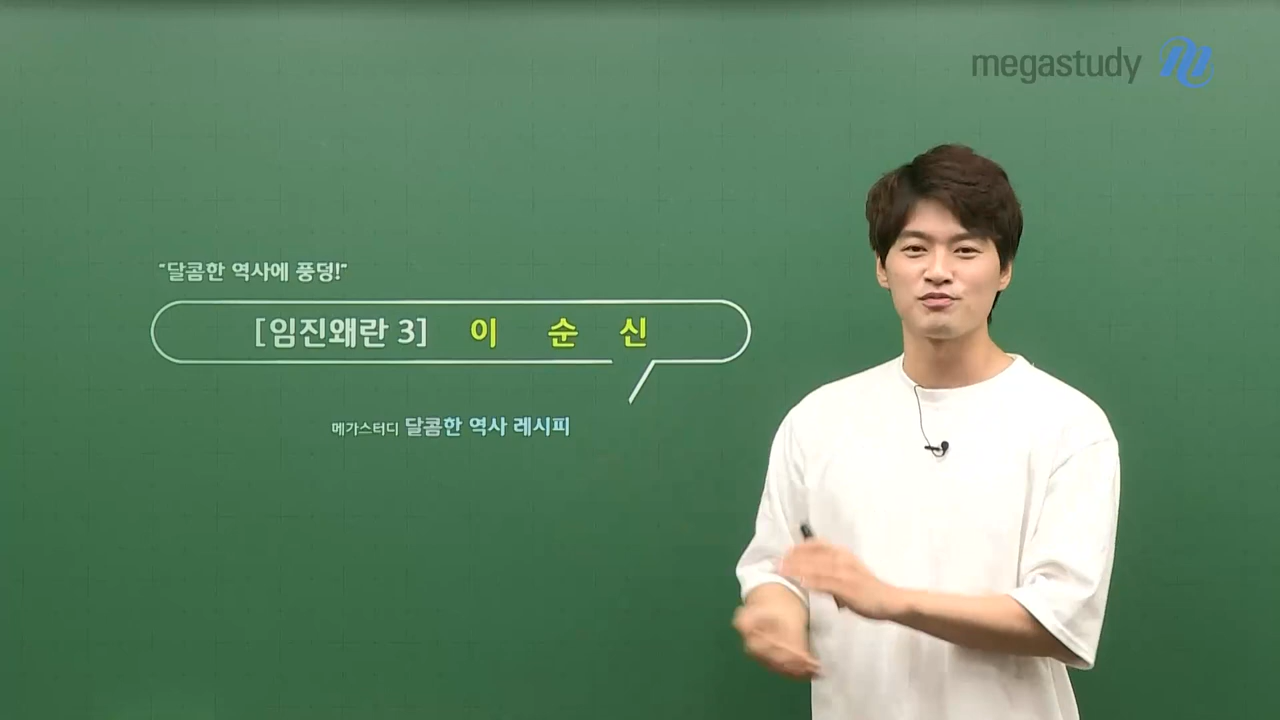 megastudy
"달콤한 역사에 풍덩!"
[임진왜란 3] 이 순 신
메가스터디 달콤한 역사 레시피